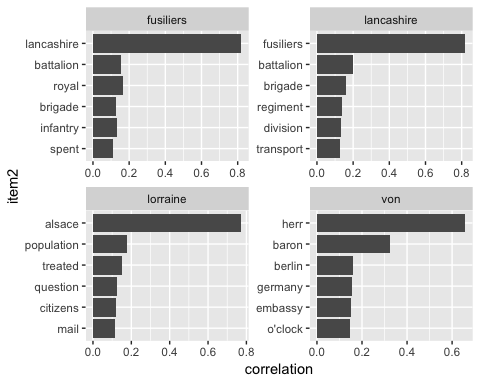 fusiliers
lancashire
battalion
royal
brigade
infantry
spent
0.0 0.2 0.4 0.6 0.8
lancashire
fusiliers
battalion
brigade
regiment
division
transport
0.0 0.2 0.4 0.6 0.8
item2
lorraine
alsace
population
treated
question
citizens
mail
0.0 0.2 0.4 0.6 0.8
von
herr
baron
berlin
germany
embassy
o'clock
0.0 0.2 0.4 0.6
correlation